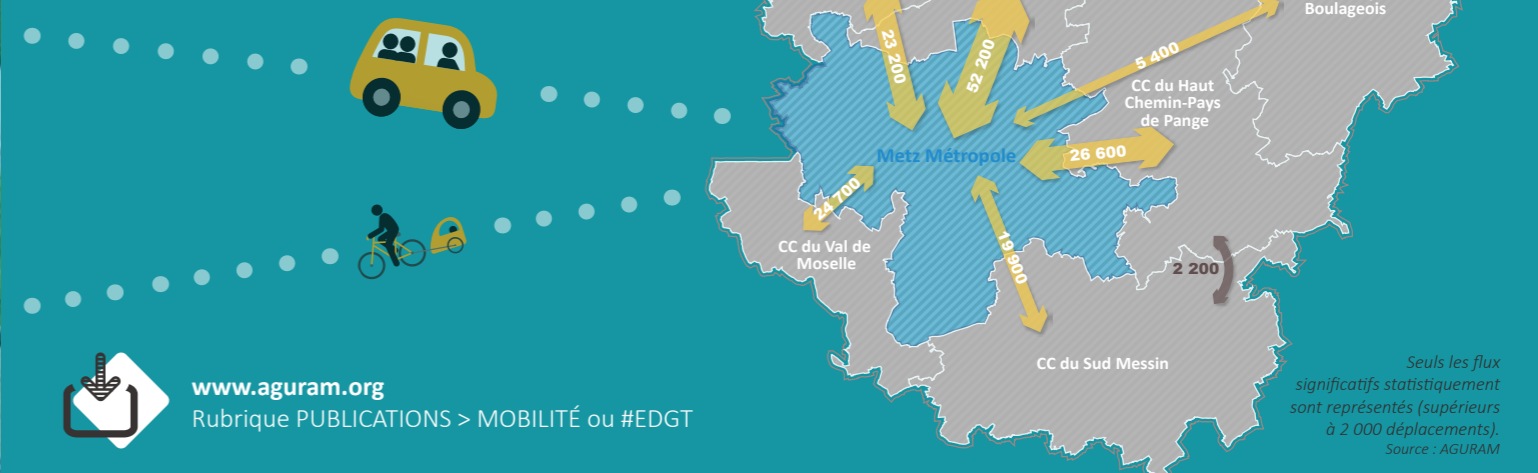 Boulageois
23 200
52 200
5 400
CC du Haut
Chemin-Pays
de Pange
Metz Métropole
26 600
24 700
CC du Val de
Moselle
19 900
2 200
CC du Sud Messin
www.aguram.org
Rubrique PUBLICATIONS > MOBILITÉ ou #EDGT
Seuls les flux
significatifs statistiquement
sont représentés (supérieurs
à 2 000 déplacements).
Source : AGURAM